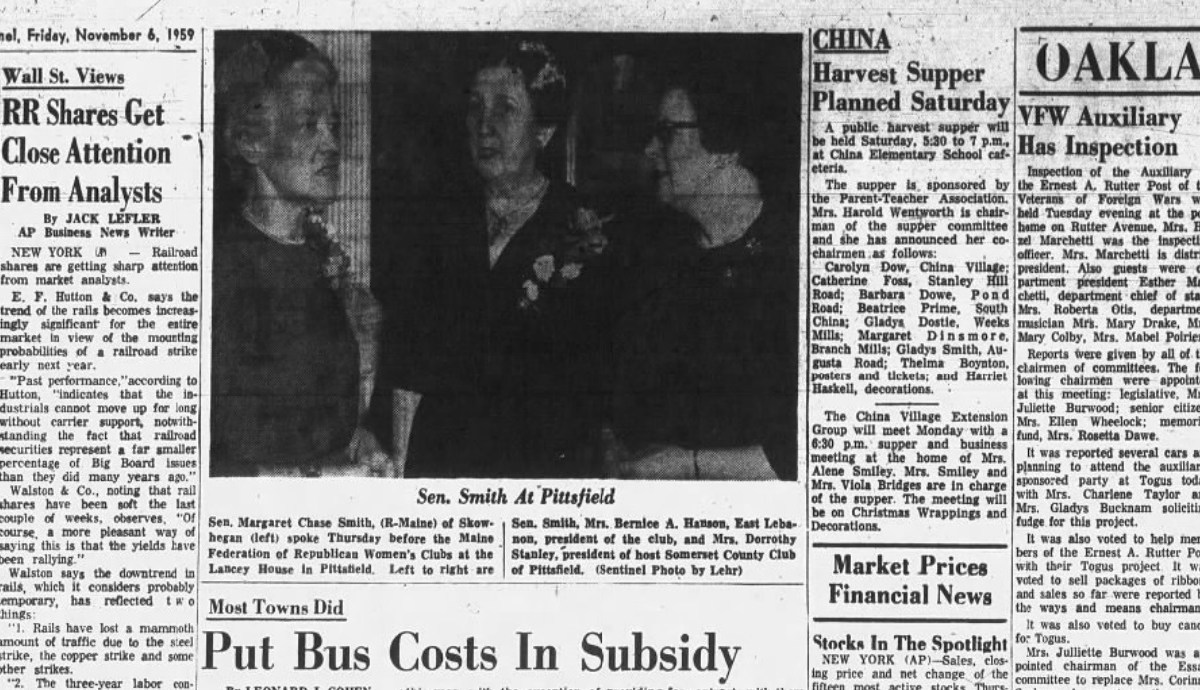 nel, Friday, November 6, 1959
Wall St. Views
RR Shares Get
Close Attention
From Analysts
By JACK LEFLER
AP Business News Writer
NEW YORK — Railroad
shares are getting sharp attention
from market analysts.
E. F. Hutton & Co. says the
trend of the rails becomes increas-
ingly significant for the entire
market in view of the mounting
probabilities of a railroad strike
early next year.
"Past performance," according to
Hutton, "indicates that the in-
dustrials cannot move up for long
without carrier support, notwith-
standing the fact that railroad
securities represent a far smaller
percentage of Big Board issues
than they did many years ago."
Walston & Co., noting that rail
shares have been soft the last
couple of weeks, observes, "Of
course, a more pleasant way of
saying this is that the yields have
been rallying."
Walston says the downtrend in
rails, which it considers probably
temporary, has reflected two
things:
"1. Rails have lost a mammoth
amount of traffic due to the steel
strike, the copper strike and some
other strikes.
"2. The three-year labor con-
Sen. Smith At Pittsfield
Sen. Margaret Chase Smith, (R-Maine) of Skow-
hegan (left) spoke Thursday before the Maine
Federation of Republican Women's Clubs at the
Lancey House in Pittsfield. Left to right are
Sen. Smith, Mrs. Bernice A. Hanson, East Leba-
non, president of the club, and Mrs. Dorrothy
Stanley, president of host Somerset County Club
of Pittsfield. (Sentinel Photo by Lehr)
Most Towns Did
Put Bus Costs In Subsidy
By LEONARD J. COHEN
CHINA
Harvest Supper
Planned Saturday
A public harvest supper will
be held Saturday, 5:30 to 7 p.m.,
at China Elementary School caf-
eteria.
The supper is sponsored by
the Parent-Teacher Association.
Mrs. Harold Wentworth is chair-
man of the supper committee
and she has announced her co-
chairmen as follows:
Carolyn Dow, China Village;
Catherine Foss, Stanley Hill
Road; Barbara Dowe, Pond
Road; Beatrice Prime, South
China; Gladys Dostie, Weeks
Mills; Margaret Dinsmore,
Branch Mills; Gladys Smith, Au-
gusta Road; Thelma Boynton,
posters and tickets; and Harriet
Haskell, decorations.
The China Village Extension
Group will meet Monday with a
6:30 p.m. supper and business
meeting at the home of Mrs.
Alene Smiley. Mrs. Smiley and
Mrs. Viola Bridges are in charge
of the supper. The meeting will
be on Christmas Wrappings and
Decorations.
Market Prices
Financial News
Stocks In The Spotlight
NEW YORK (AP)—Sales, clos-
ing price and net change of the
fifteen most active stocks Thurs-
OAKLA
VFW Auxiliary
Has Inspection
Inspection of the Auxiliary
the Ernest A. Rutter Post of
Veterans of Foreign Wars w
held Tuesday evening at the po
home on Rutter Avenue. Mrs. H
zel Marchetti was the inspecti
officer. Mrs. Marchetti is distri
president. Also guests were
partment president Esther Ma
chetti, department chief of sta
Mrs. Roberta Otis, departme
musician Mrs. Mary Drake, M
Mary Colby, Mrs. Mabel Poirie
Reports were given by all of t
chairmen of committees. The f
lowing chairmen were appoin
at this meeting: legislative, M
Juliette Burwood; senior citiz
Mrs. Ellen Wheelock; memori
fund, Mrs. Rosetta Dawe.
It was reported several cars a
planning to attend the auxiliar
sponsored party at Togus toda
with Mrs. Charlene Taylor a
Mrs. Gladys Bucknam soliciti
fudge for this project.
It was also voted to help mem
bers of the Ernest A. Rutter Po
with their Togus project. It wa
voted to sell packages of ribbo
and sales so far were reported b
the ways and means chairman
It was also voted to buy canc
for Togus.
Mrs. Julliette Burwood was a
pointed chairman of the Essa
committee to replace Mrs. Corin